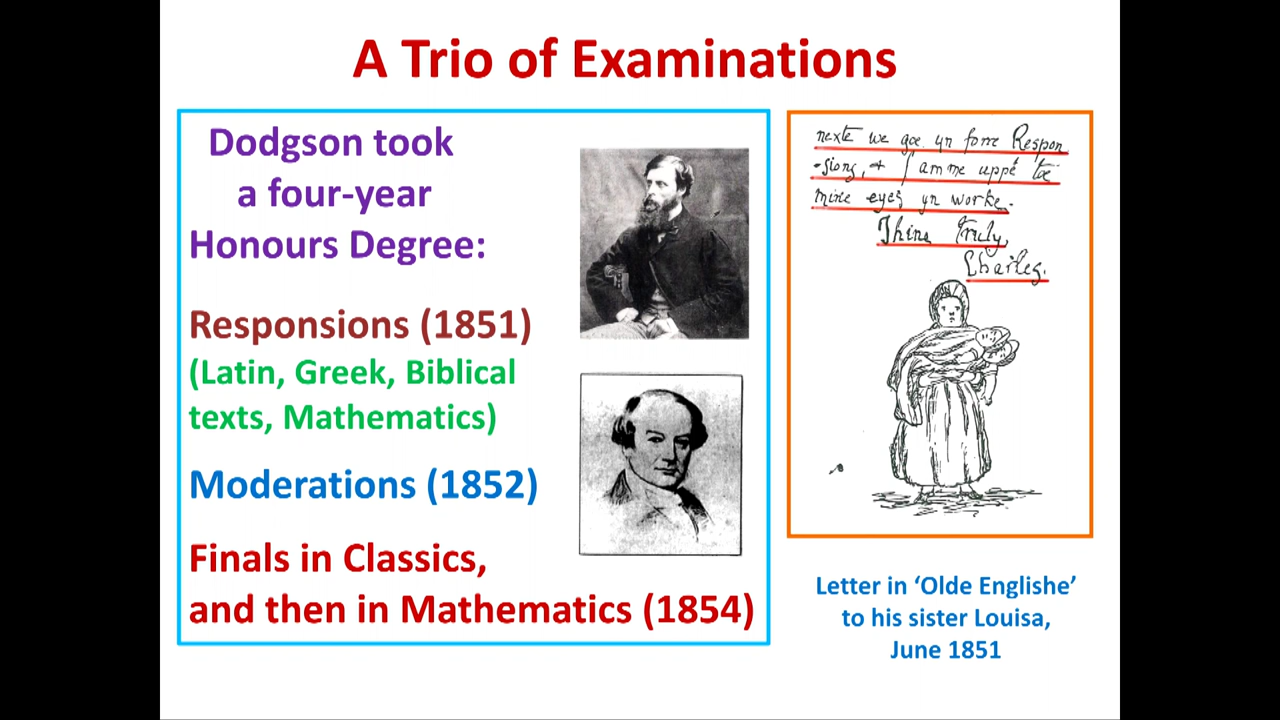 A Trio of Examinations
Dodgson took
a four-year
Honours Degree:
Responsions (1851)
(Latin, Greek, Biblical
texts, Mathematics)
Moderations (1852)
Finals in Classics,
and then in Mathematics (1854)
nexte we goe yn forre Respon
-sions, & I amme uppe toe
mine eyes yn worke.
Thine truly,
Charles.
Letter in ‘Olde Englishe’
to his sister Louisa,
June 1851